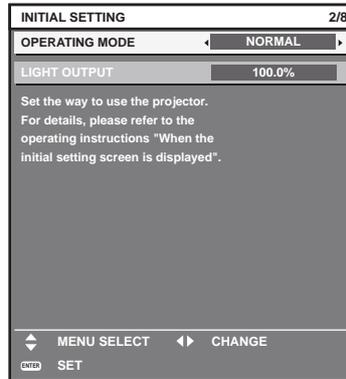 INITIAL SETTING 2/8
OPERATING MODE NORMAL
LIGHT OUTPUT 100.0%
Set the way to use the projector.
For details, please refer to the
operating instructions "When the
initial setting screen is displayed".
MENU SELECT CHANGE
ENTER SET